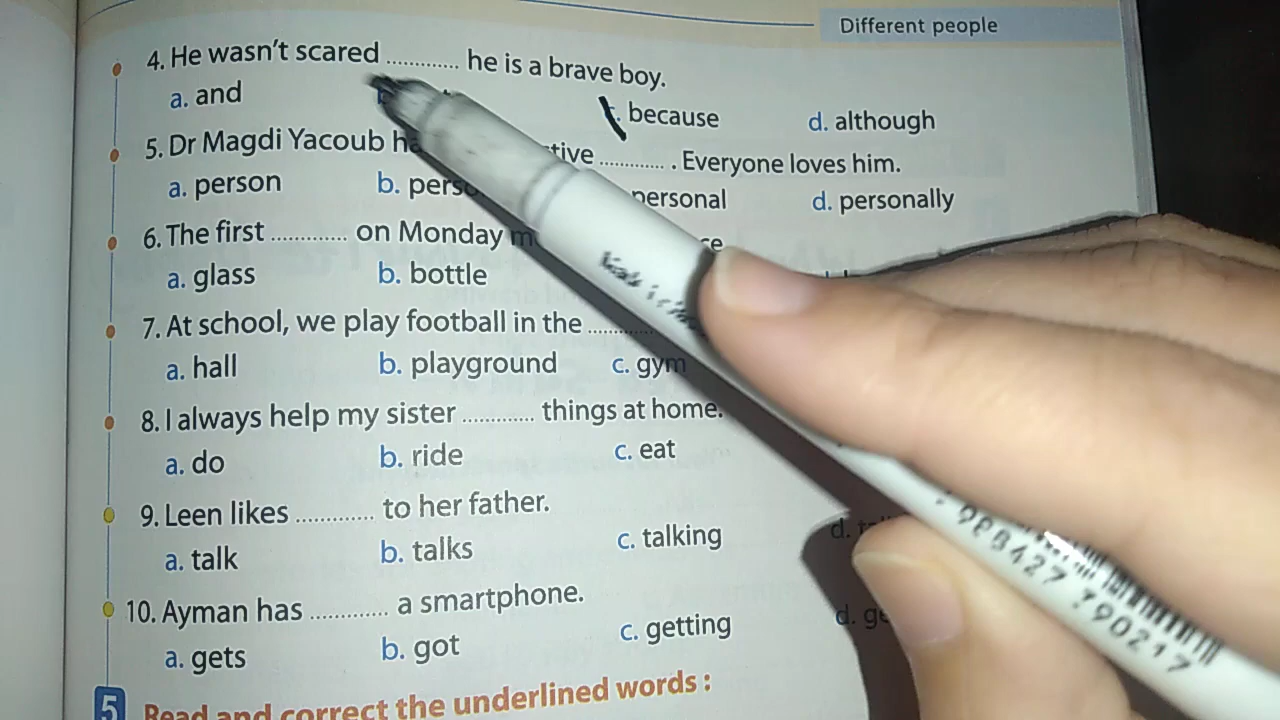 Different people
4. He wasn't scared ............. he is a brave boy.
a. and because d. although
5. Dr Magdi Yacoub ............. . Everyone loves him.
a. person b. personal d. personally
6. The first ............. on Monday
a. glass b. bottle
7. At school, we play football in the .............
a. hall b. playground c. gym
8. I always help my sister ............. things at home.
a. do b. ride c. eat
9. Leen likes ............. to her father.
a. talk b. talks c. talking d.
10. Ayman has ............. a smartphone.
a. gets b. got c. getting d.
5 Read and correct the underlined words :